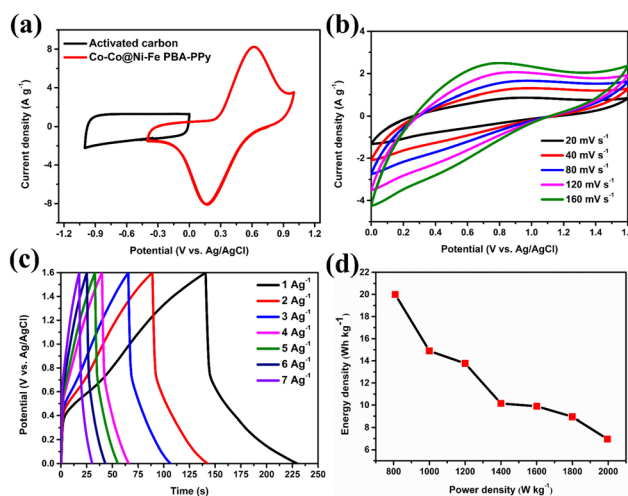 (a)
Activated carbon
Co-Co@Ni-Fe PBA-PPy
Current density (A g⁻¹)
8
4
0
-4
-8
-1.2 -0.9 -0.6 -0.3 0.0 0.3 0.6 0.9 1.2
Potential (V vs. Ag/AgCl)
(b)
Current density (A g⁻¹)
4
2
0
-2
-4
20 mV s⁻¹
40 mV s⁻¹
80 mV s⁻¹
120 mV s⁻¹
160 mV s⁻¹
0.0 0.2 0.4 0.6 0.8 1.0 1.2 1.4 1.6
Potential (V vs. Ag/AgCl)
(c)
Potential (V vs. Ag/AgCl)
1.6
1.4
1.2
1.0
0.8
0.6
0.4
0.2
0.0
1 Ag⁻¹
2 Ag⁻¹
3 Ag⁻¹
4 Ag⁻¹
5 Ag⁻¹
6 Ag⁻¹
7 Ag⁻¹
0 25 50 75 100 125 150 175 200 225 250
Time (s)
(d)
Energy density (Wh kg⁻¹)
22
20
18
16
14
12
10
8
6
800 1000 1200 1400 1600 1800 2000
Power density (W kg⁻¹)